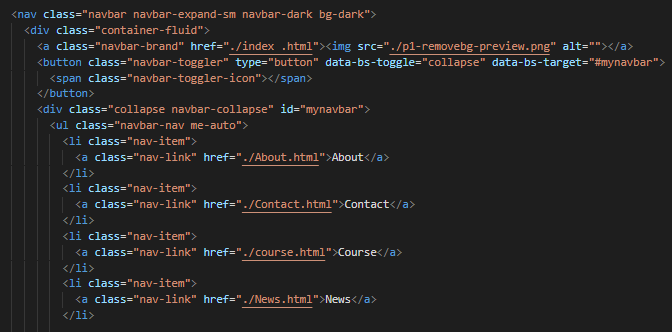 <nav class="navbar navbar-expand-sm navbar-dark bg-dark">
<div class="container-fluid">
<a class="navbar-brand" href="./index .html"><img src="./p1-removebg-preview.png" alt=""></a>
<button class="navbar-toggler" type="button" data-bs-toggle="collapse" data-bs-target="#mynavbar">
<span class="navbar-toggler-icon"></span>
</button>
<div class="collapse navbar-collapse" id="mynavbar">
<ul class="navbar-nav me-auto">
<li class="nav-item">
<a class="nav-link" href="./About.html">About</a>
</li>
<li class="nav-item">
<a class="nav-link" href="./Contact.html">Contact</a>
</li>
<li class="nav-item">
<a class="nav-link" href="./course.html">Course</a>
</li>
<li class="nav-item">
<a class="nav-link" href="./News.html">News</a>
</li>